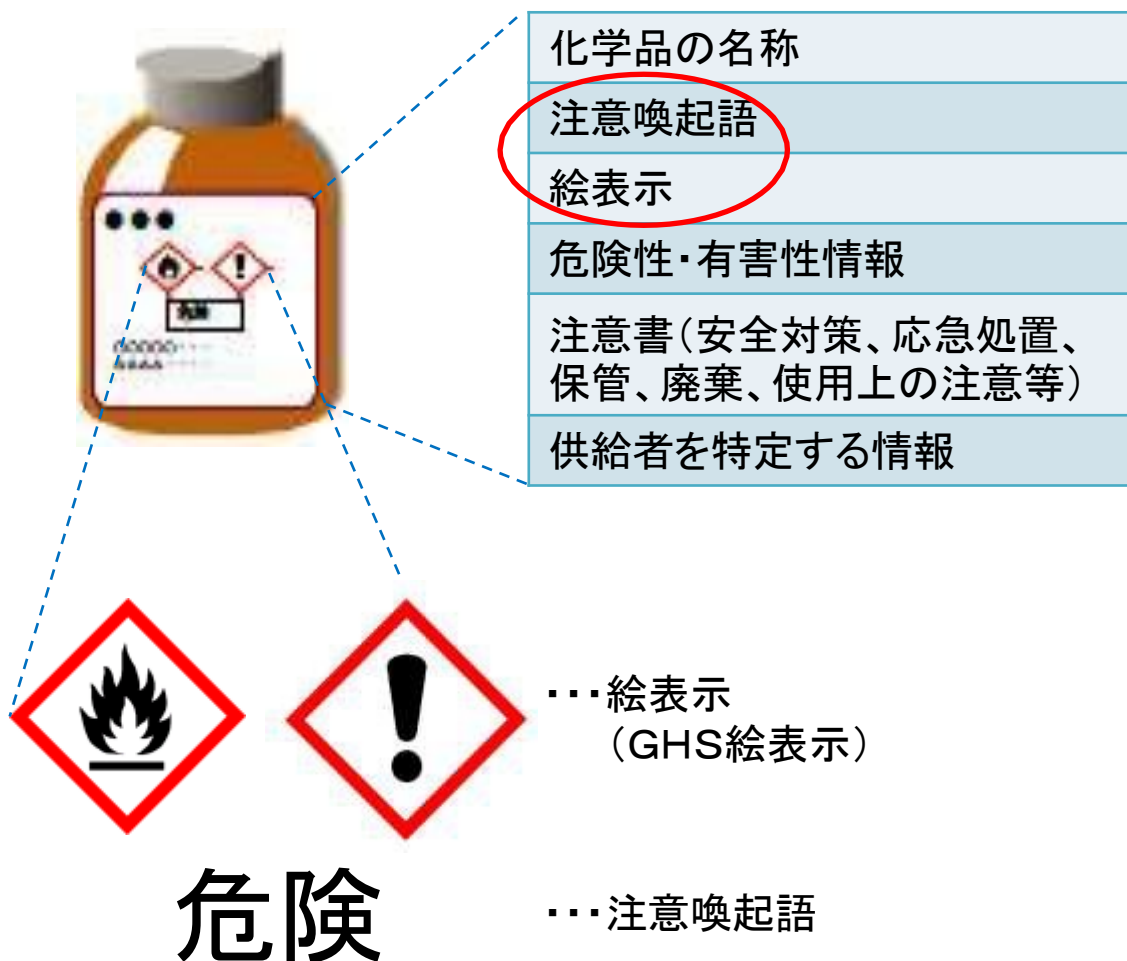 化学品の名称
注意喚起語
絵表示
危険性・有害性情報
注意書（安全対策、応急処置、
保管、廃棄、使用上の注意等）
供給者を特定する情報
●●●
危険
・・・絵表示
（GHS絵表示）
危険
・・・注意喚起語